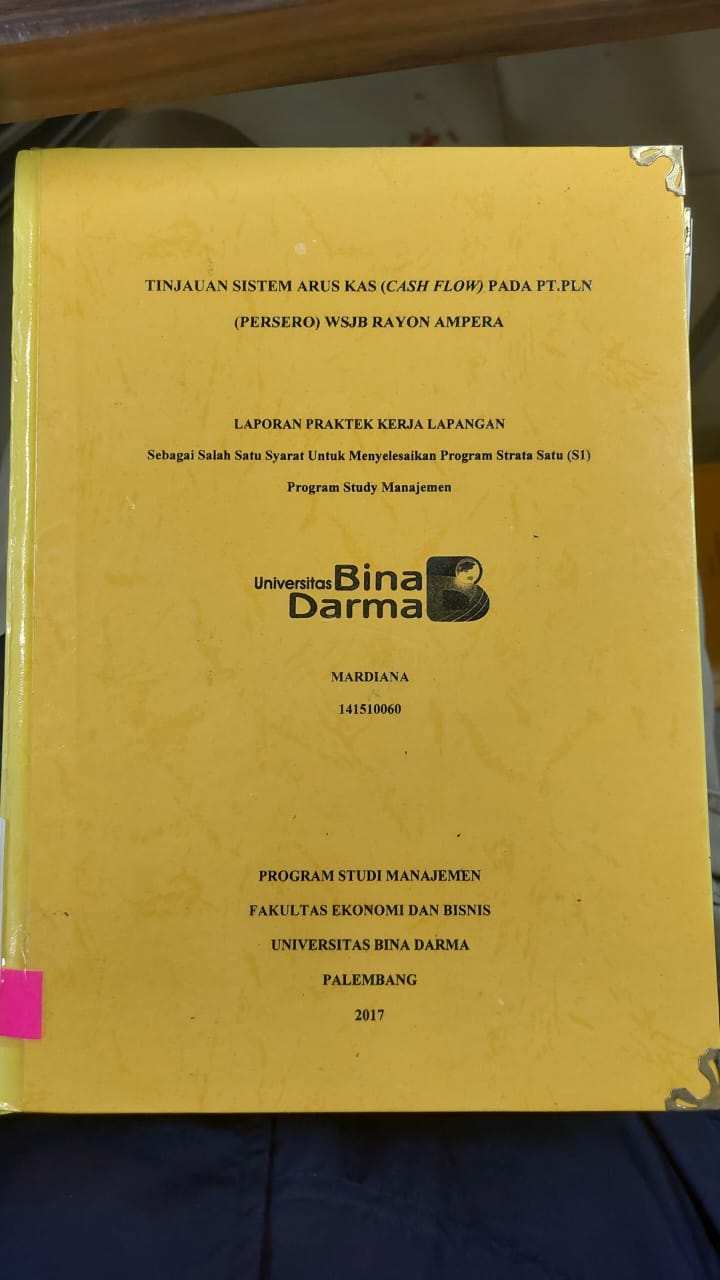 TINJAUAN SISTEM ARUS KAS (CASH FLOW) PADA PT.PLN
(PERSERO) WSJB RAYON AMPERA
LAPORAN PRAKTEK KERJA LAPANGAN
Sebagai Salah Satu Syarat Untuk Menyelesaikan Program Strata Satu (S1)
Program Study Manajemen
Universitas Bina
Darma
MARDIANA
141510060
PROGRAM STUDI MANAJEMEN
FAKULTAS EKONOMI DAN BISNIS
UNIVERSITAS BINA DARMA
PALEMBANG
2017